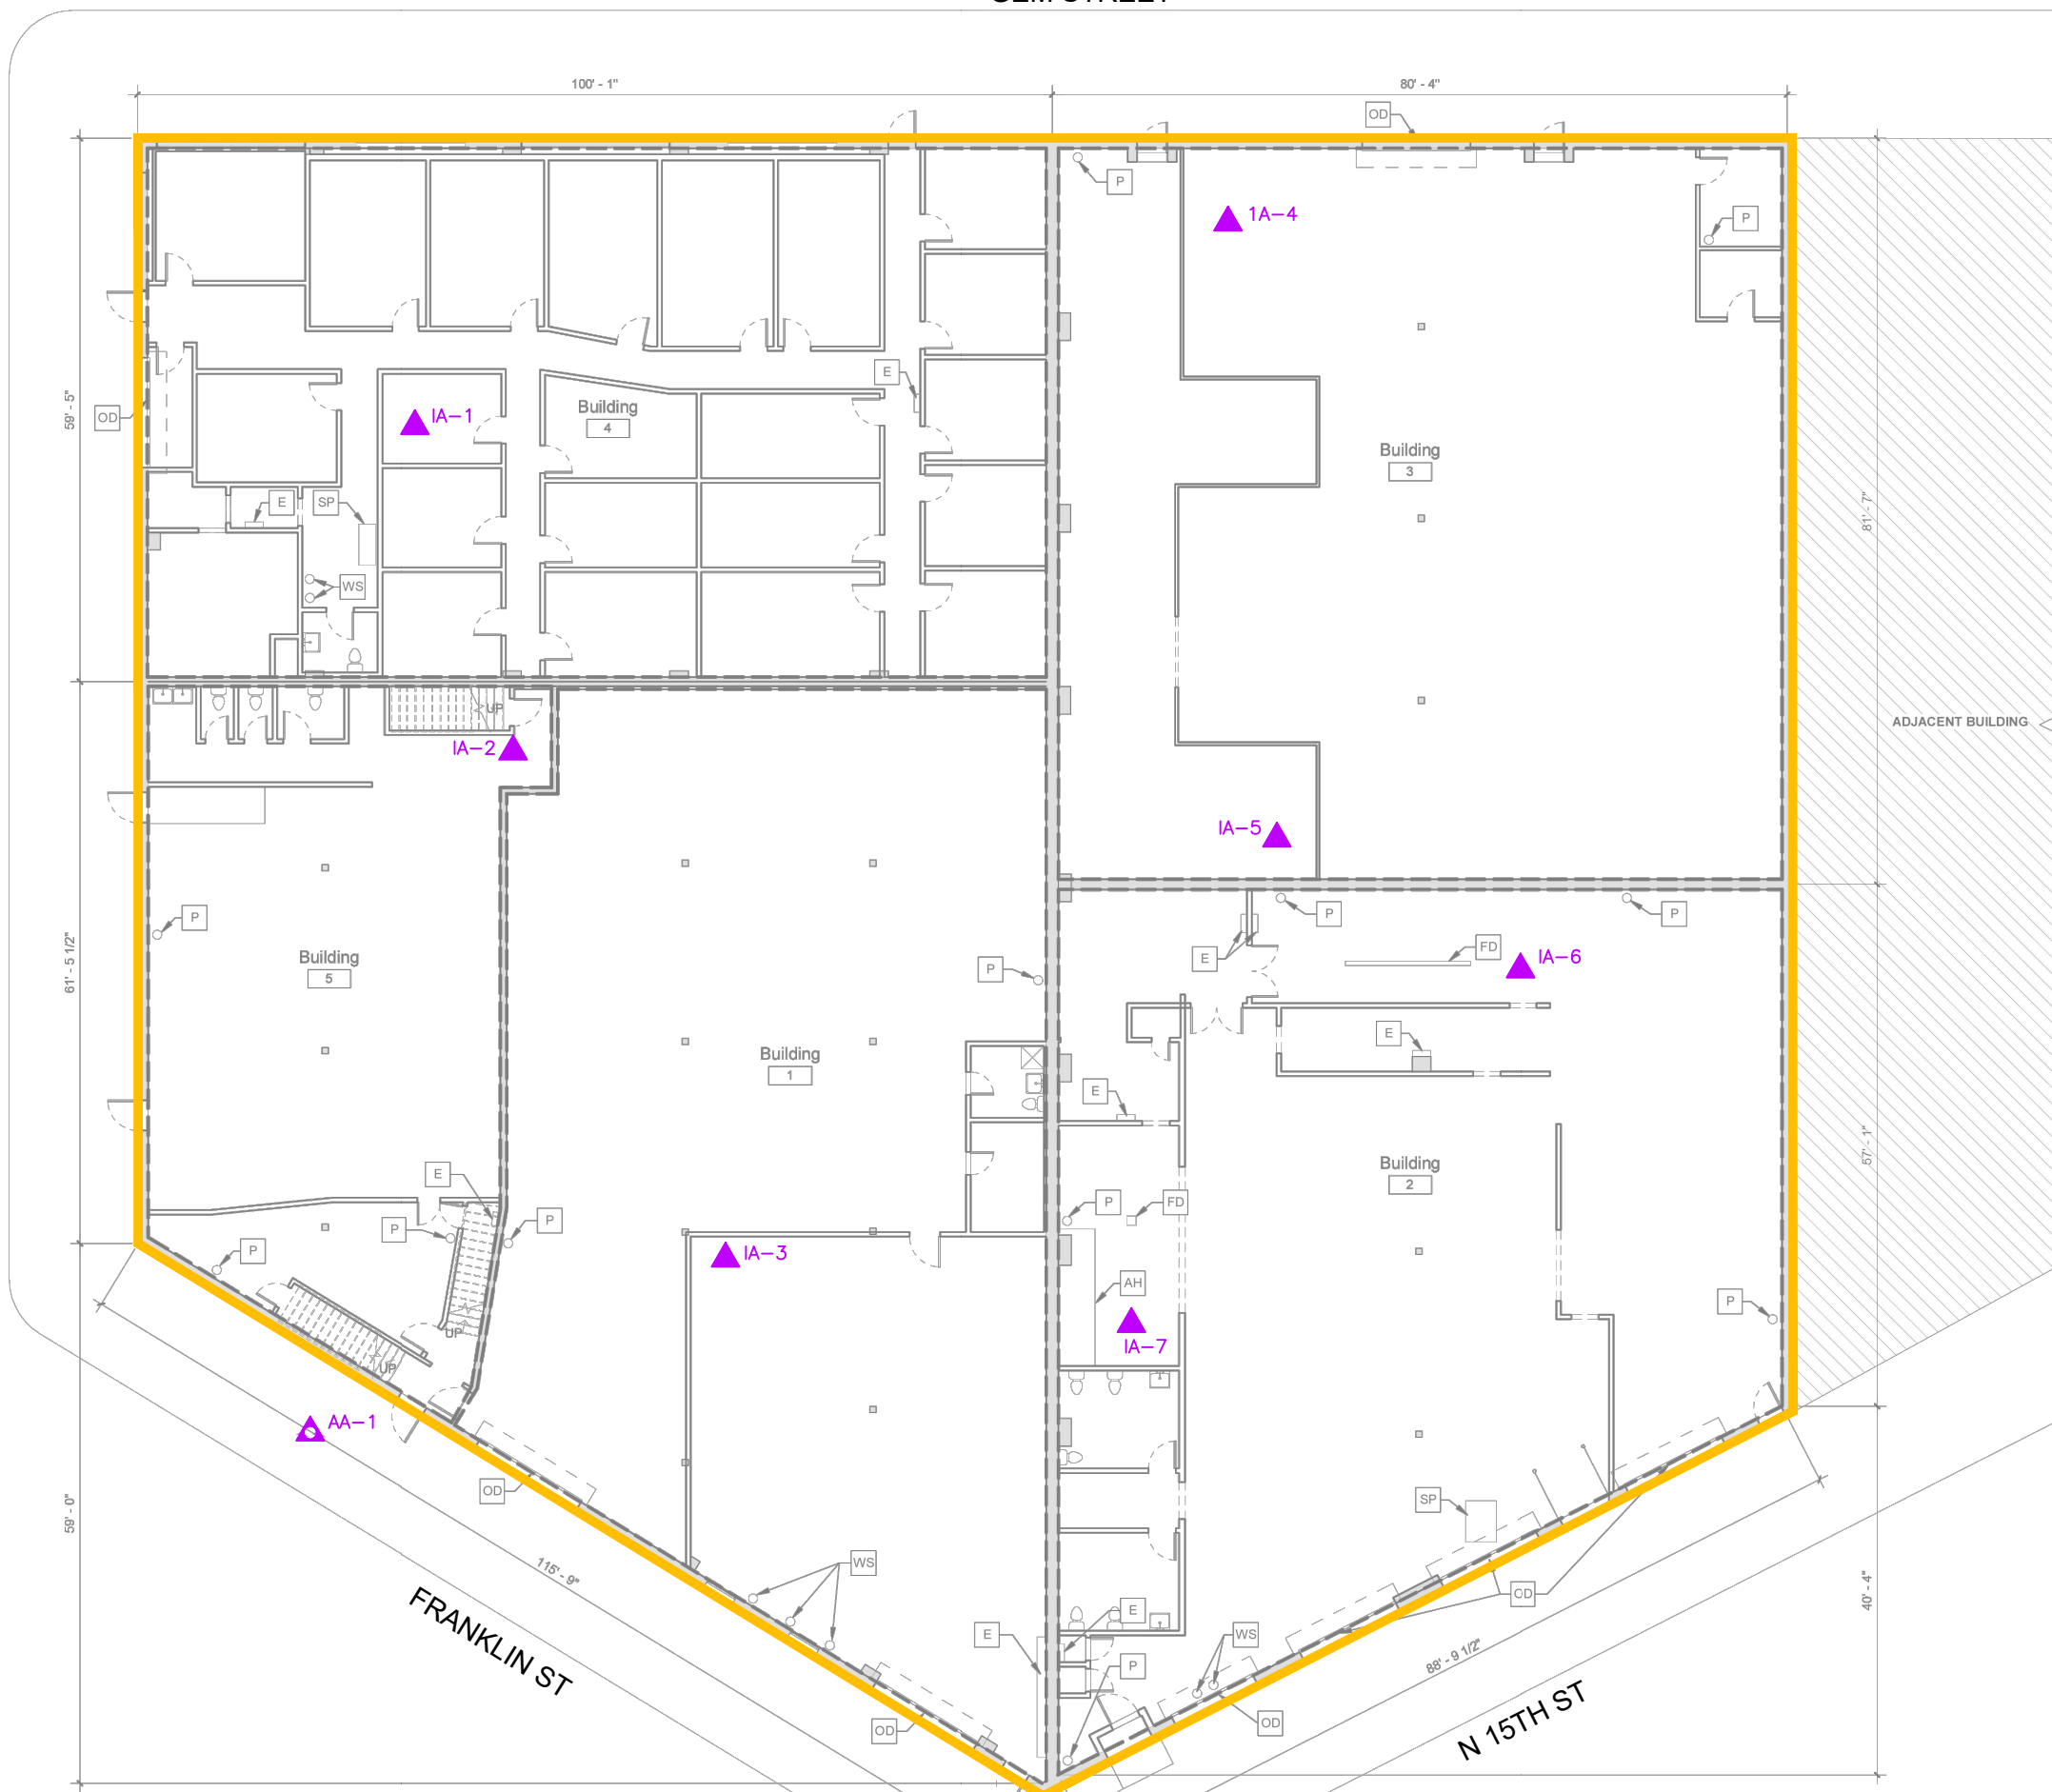 100' - 1"
80' - 4"
OD
P
1A-4
P
59' - 5"
OD
IA-1
Building
4
E
Building
3
E
SP
WS
81' - 7"
UP
IA-2
ADJACENT BUILDING
IA-5
P
P
P
E
FD
IA-6
61' - 5 1/2"
Building
5
P
E
Building
1
E
57' - 1"
Building
2
E
P
P
P
FD
P
IA-3
AH
IA-7
P
UP
UP
AA-1
OD
SP
59' - 0"
115' - 9"
WS
OD
40' - 4"
FRANKLIN ST
E
E
WS
P
88' - 9 1/2"
OD
OD
N 15TH ST